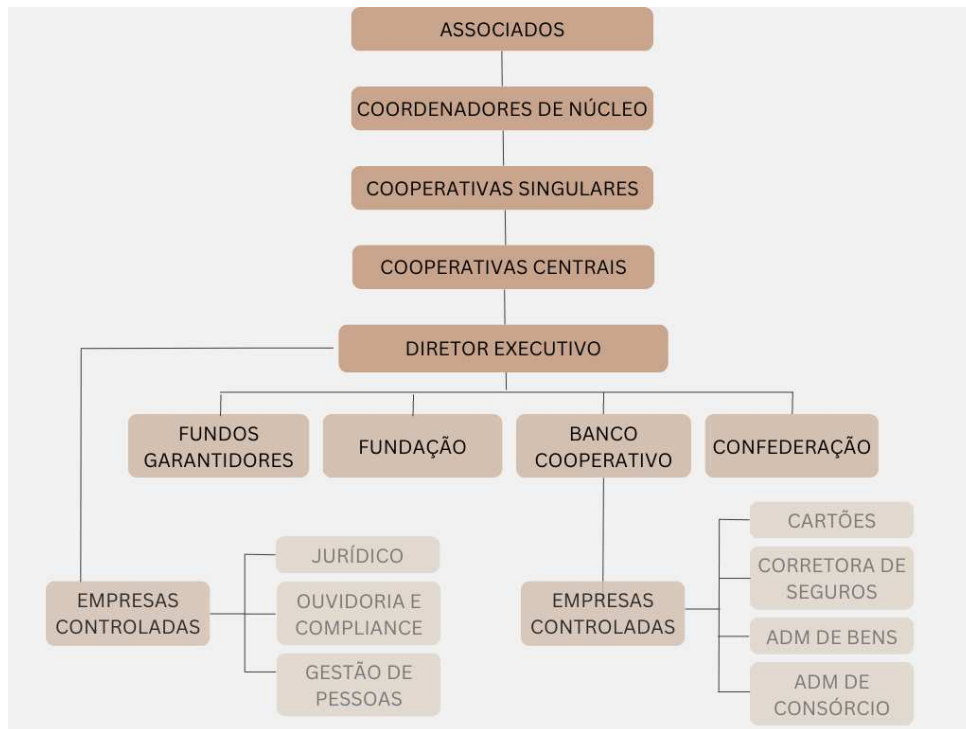 ASSOCIADOS
COORDENADORES DE NÚCLEO
COOPERATIVAS SINGULARES
COOPERATIVAS CENTRAIS
DIRETOR EXECUTIVO
FUNDOS
GARANTIDORES
FUNDAÇÃO
BANCO
COOPERATIVO
CONFEDERAÇÃO
EMPRESAS
CONTROLADAS
JURÍDICO
OUVIDORIA E
COMPLIANCE
GESTÃO DE
PESSOAS
EMPRESAS
CONTROLADAS
CARTÕES
CORRETORA DE
SEGUROS
ADM DE BENS
ADM DE
CONSÓRCIO